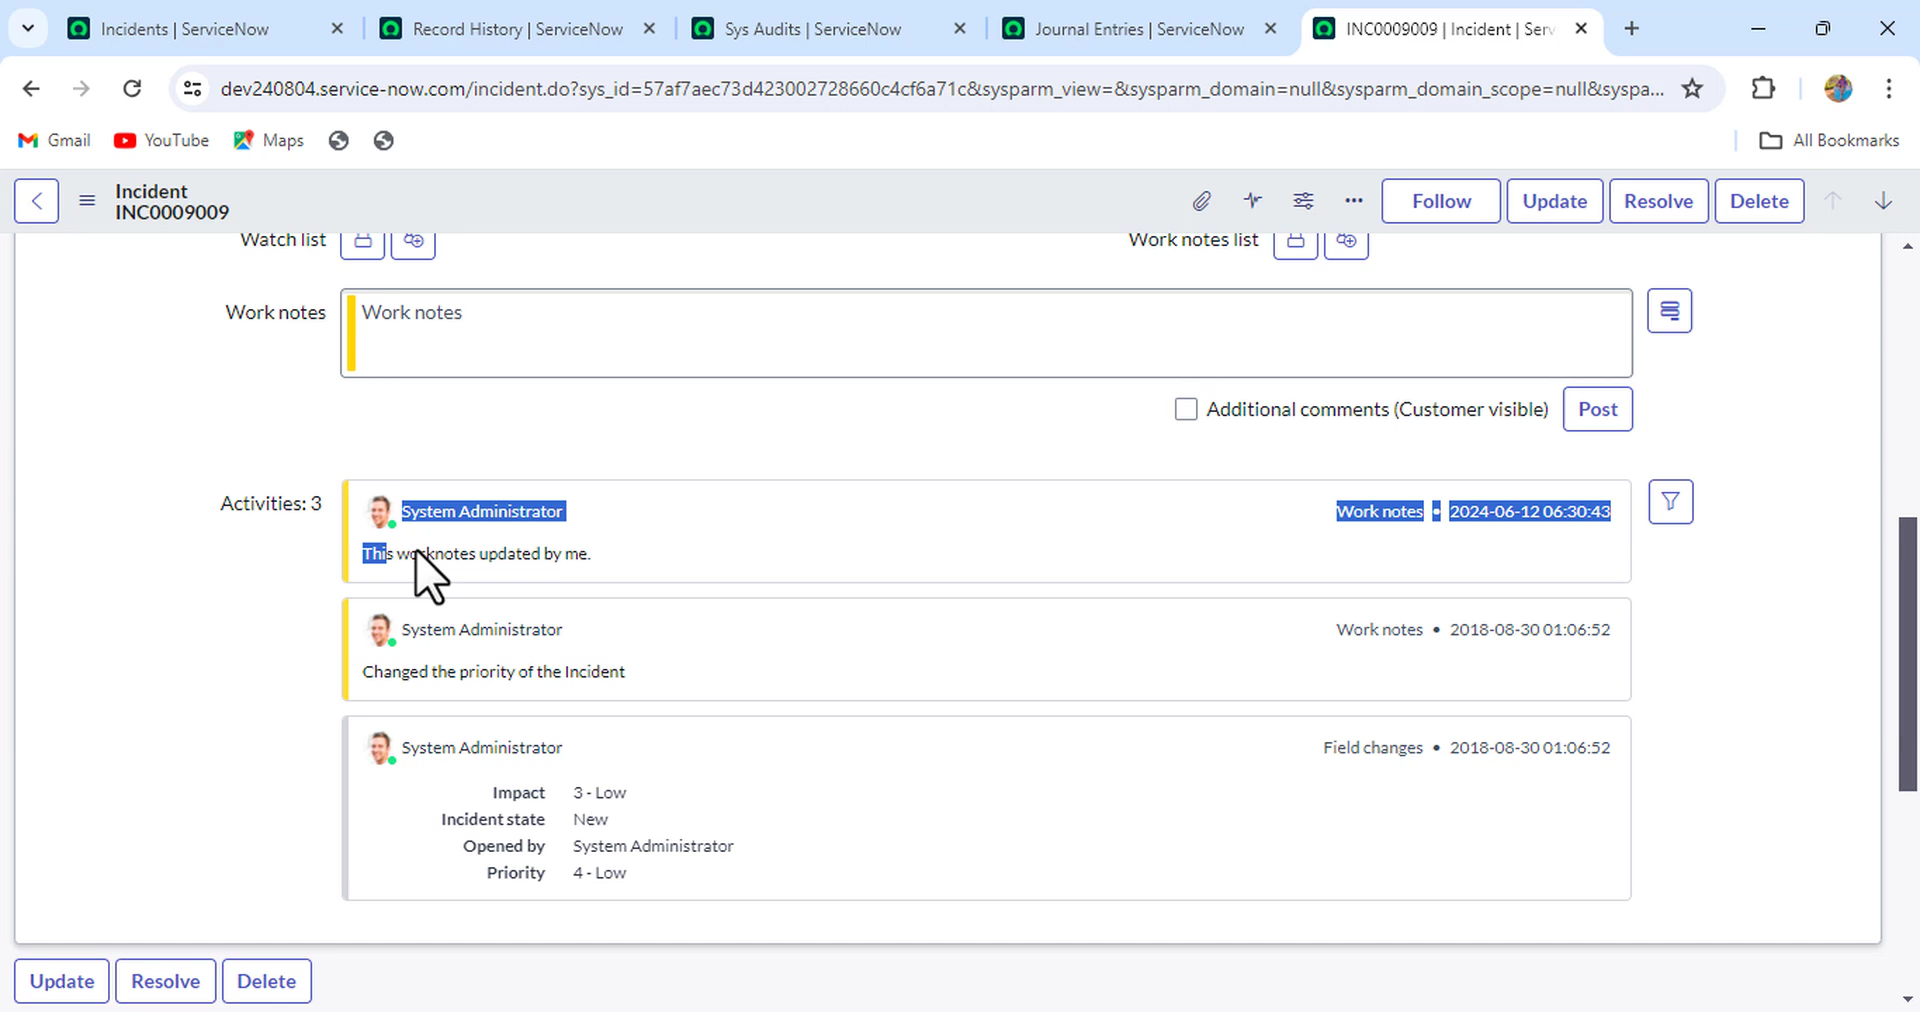 Incidents | ServiceNow
Record History | ServiceNow
Sys Audits | ServiceNow
Journal Entries | ServiceNow
INC0009009 | Incident | Serv
dev240804.service-now.com/incident.do?sys_id=57af7aec73d423002728660c4cf6a71c&sysparm_view=&sysparm_domain=null&sysparm_domain_scope=null&syspa...
Gmail
YouTube
Maps
All Bookmarks
Incident
INC0009009
Follow
Update
Resolve
Delete
Watch list
Work notes list
Work notes
Work notes
Additional comments (Customer visible)
Post
Activities: 3
System Administrator
Work notes • 2024-06-12 06:30:43
This worknotes updated by me.
System Administrator
Work notes • 2018-08-30 01:06:52
Changed the priority of the Incident
System Administrator
Field changes • 2018-08-30 01:06:52
Impact 3 - Low
Incident state New
Opened by System Administrator
Priority 4 - Low
Update
Resolve
Delete